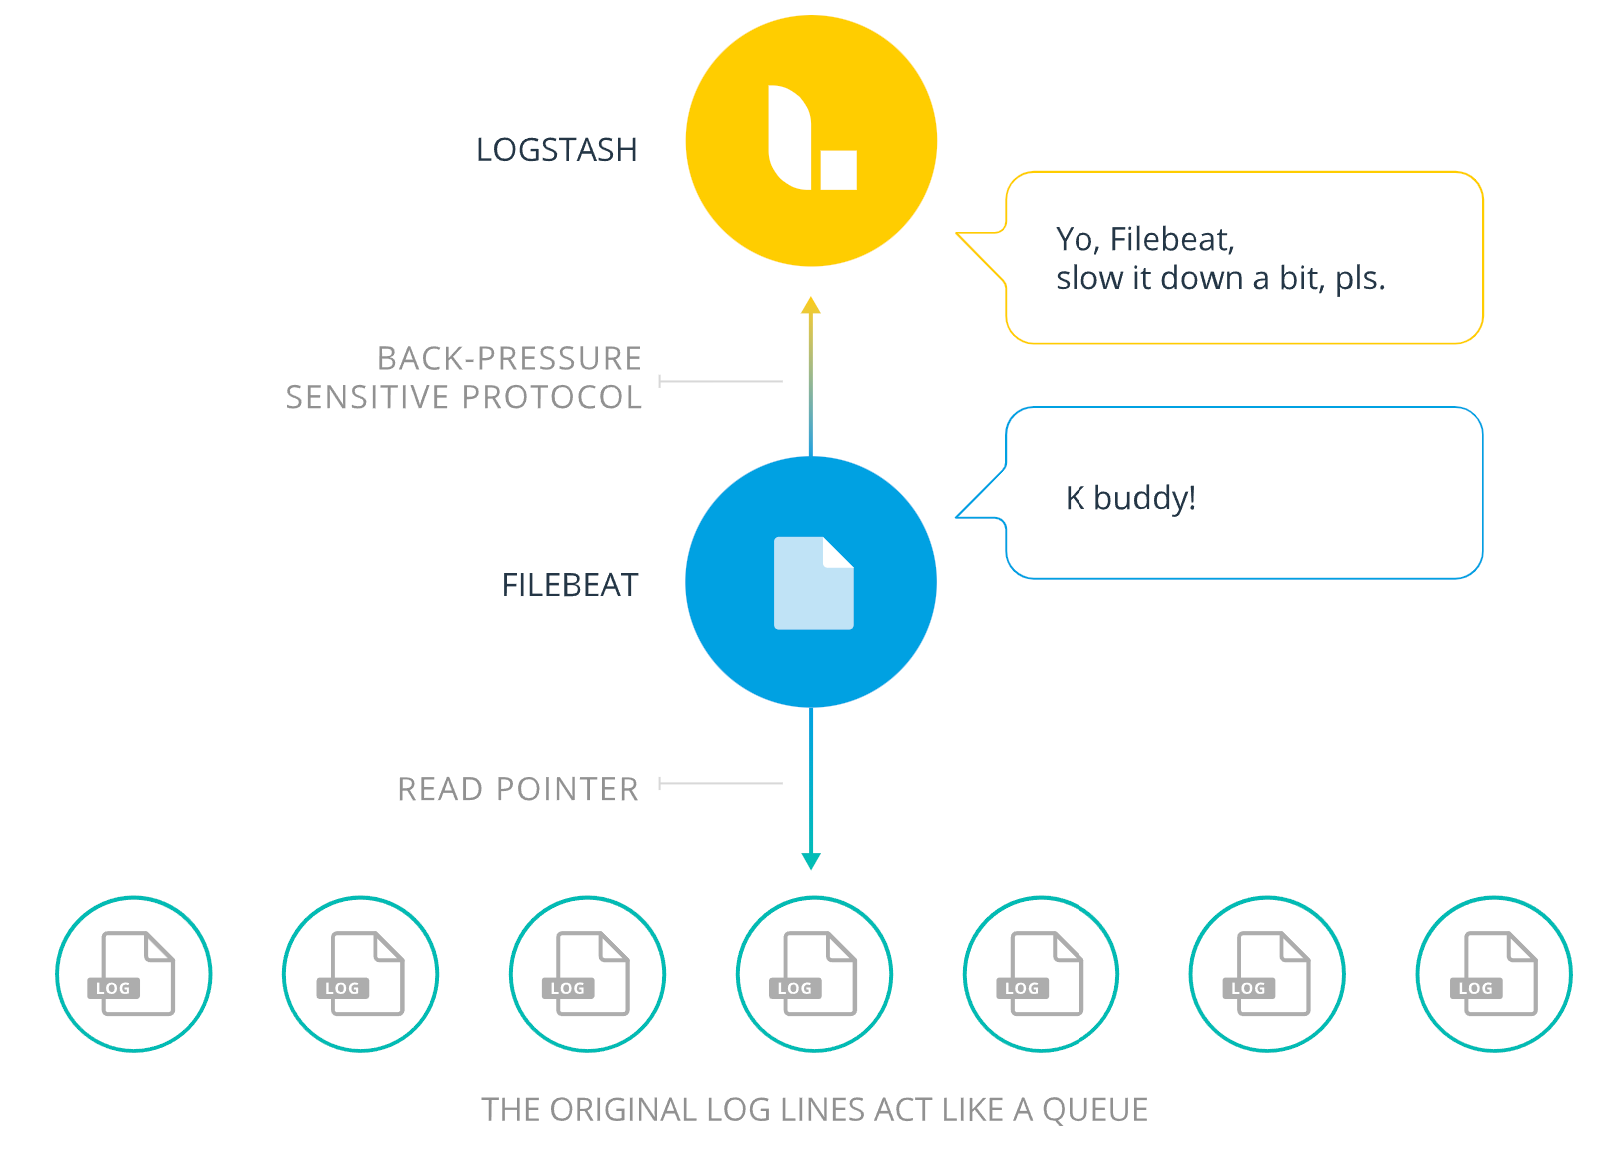 LOGSTASH
Yo, Filebeat,
slow it down a bit, pls.
BACK-PRESSURE
SENSITIVE PROTOCOL
K buddy!
FILEBEAT
READ POINTER
LOG
LOG
LOG
LOG
LOG
LOG
LOG
THE ORIGINAL LOG LINES ACT LIKE A QUEUE